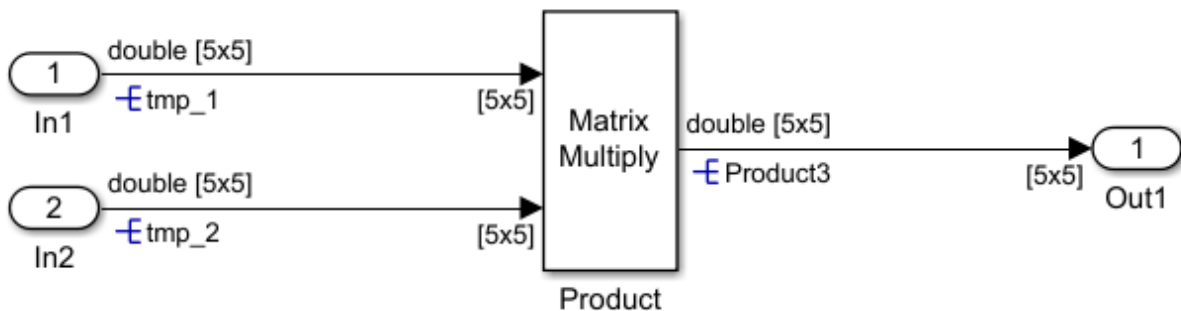 double [5x5]
1
tmp_1
[5x5]
In1
Matrix
Multiply
double [5x5]
1
Product3
[5x5]
Out1
double [5x5]
2
tmp_2
[5x5]
In2
Product